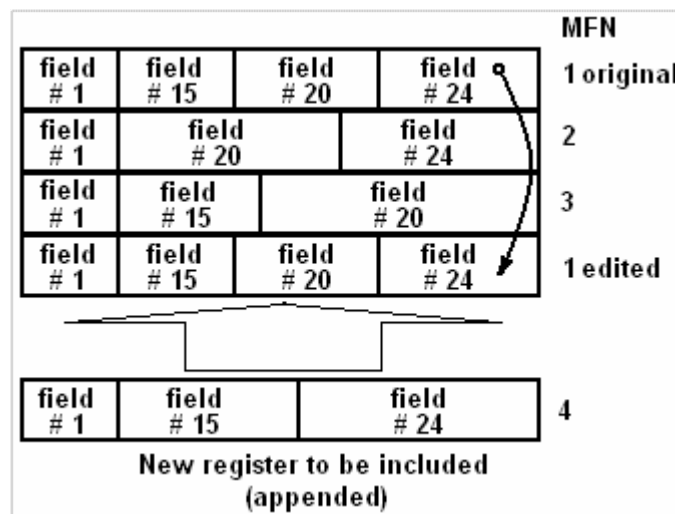 MFN
field field field field
# 1 # 15 # 20 # 24
1 original
field field field
# 1 # 20 # 24
2
field field field
# 1 # 15 # 20
3
field field field field
# 1 # 15 # 20 # 24
1 edited
field field field
# 1 # 15 # 24
4
New register to be included
(appended)